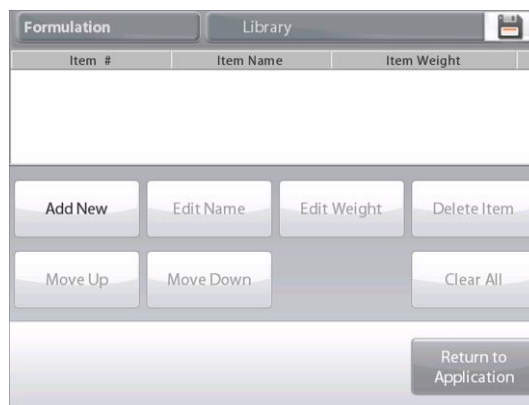 Formulation Library
Item # Item Name Item Weight
Add New Edit Name Edit Weight Delete Item
Move Up Move Down Clear All
Return to
Application